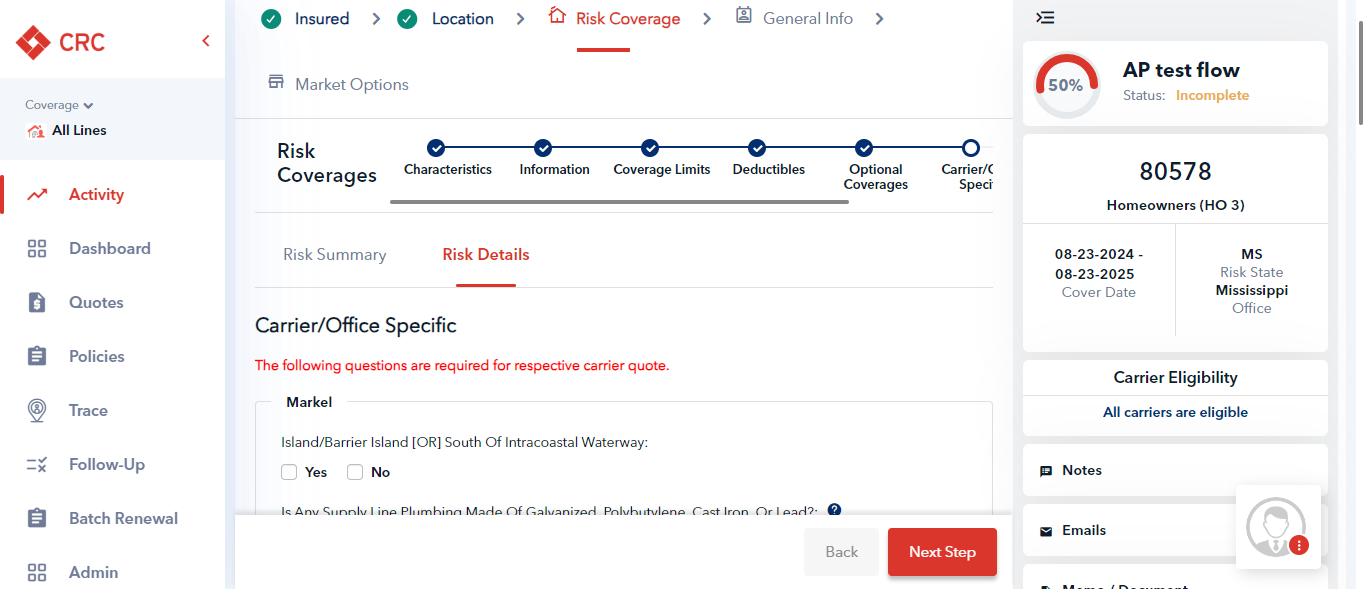 CRC
Coverage
All Lines
Activity
Dashboard
Quotes
Policies
Trace
Follow-Up
Batch Renewal
Admin
Insured
Location
Risk Coverage
General Info
Market Options
Risk
Coverages
Characteristics
Information
Coverage Limits
Deductibles
Optional
Coverages
Carrier/O
Specif
Risk Summary
Risk Details
Carrier/Office Specific
The following questions are required for respective carrier quote.
Markel
Island/Barrier Island [OR] South Of Intracoastal Waterway:
Yes
No
Is Any Supply Line Plumbing Made Of Galvanized, Polybutylene, Cast Iron, Or Lead?:
Back
Next Step
50%
AP test flow
Status: Incomplete
80578
Homeowners (HO 3)
08-23-2024 -
08-23-2025
Cover Date
MS
Risk State
Mississippi
Office
Carrier Eligibility
All carriers are eligible
Notes
Emails
Memo / Document